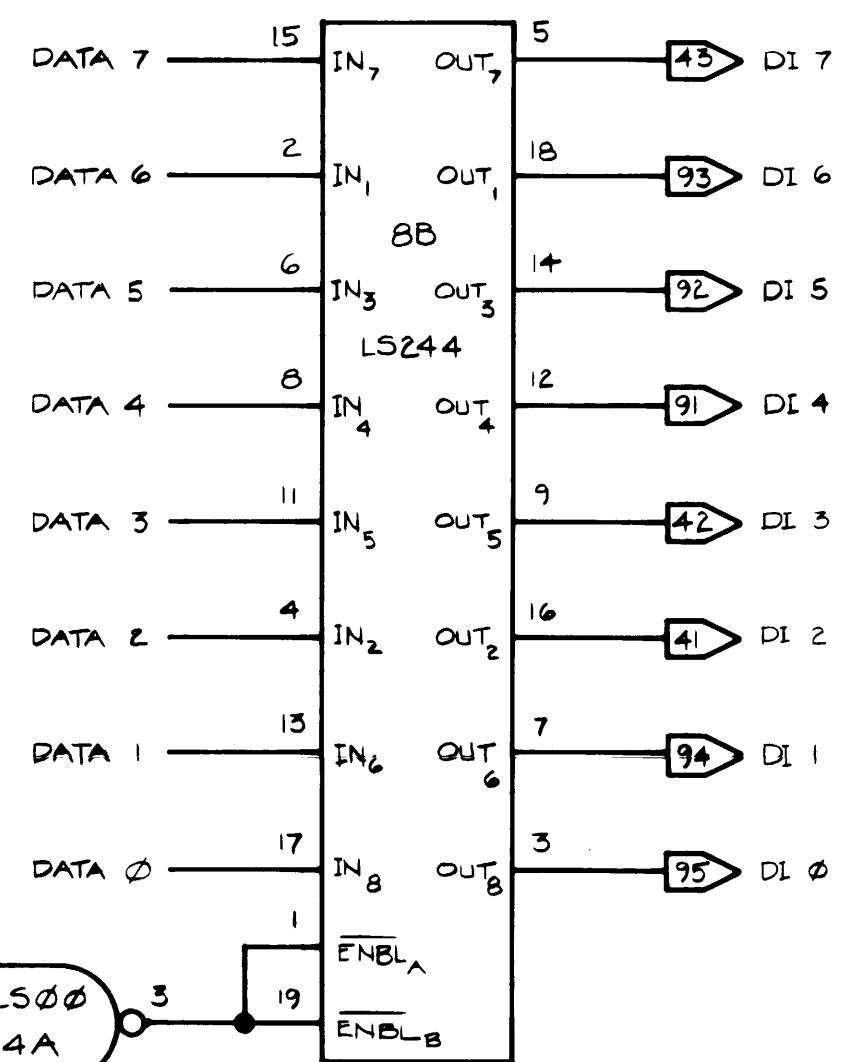 DATA 7 15 IN7 OUT7 5 43 DI 7
DATA 6 2 IN1 OUT1 18 93 DI 6
8B
DATA 5 6 IN3 OUT3 14 92 DI 5
LS244
DATA 4 8 IN4 OUT4 12 91 DI 4
DATA 3 11 IN5 OUT5 9 42 DI 3
DATA 2 4 IN2 OUT2 16 41 DI 2
DATA 1 13 IN6 OUT6 7 94 DI 1
DATA Ø 17 IN8 OUT8 3 95 DI Ø
1 ENBLA
LSØØ 3 19 ENBLB
4A